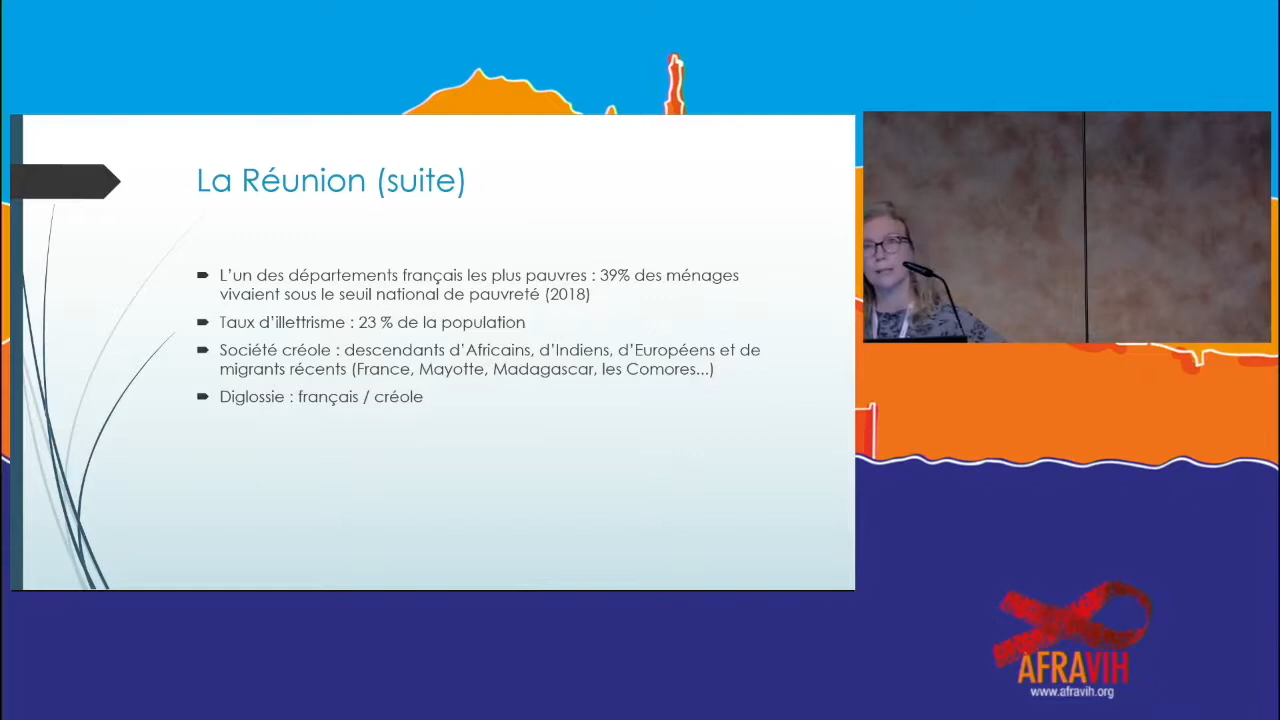 La Réunion (suite)
L'un des départements français les plus pauvres : 39% des ménages
vivaient sous le seuil national de pauvreté (2018)
Taux d'illettrisme : 23 % de la population
Société créole : descendants d'Africains, d'Indiens, d'Européens et de
migrants récents (France, Mayotte, Madagascar, les Comores...)
Diglossie : français / créole
AFRAVIH
www.afravih.org